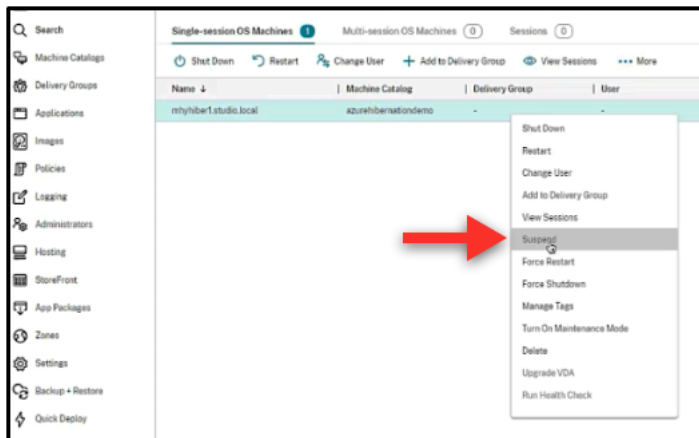 Search
Machine Catalogs
Delivery Groups
Applications
Images
Policies
Logging
Administrators
Hosting
StoreFront
App Packages
Zones
Settings
Backup + Restore
Quick Deploy
Single-session OS Machines 1 Multi-session OS Machines 0 Sessions 0
Shut Down Restart Change User Add to Delivery Group View Sessions More
Name Machine Catalog Delivery Group User
mhyhiber1.studio.local azurehibernationdemo - -
Shut Down
Restart
Change User
Add to Delivery Group
View Sessions
Suspend
Force Restart
Force Shutdown
Manage Tags
Turn On Maintenance Mode
Delete
Upgrade VDA
Run Health Check